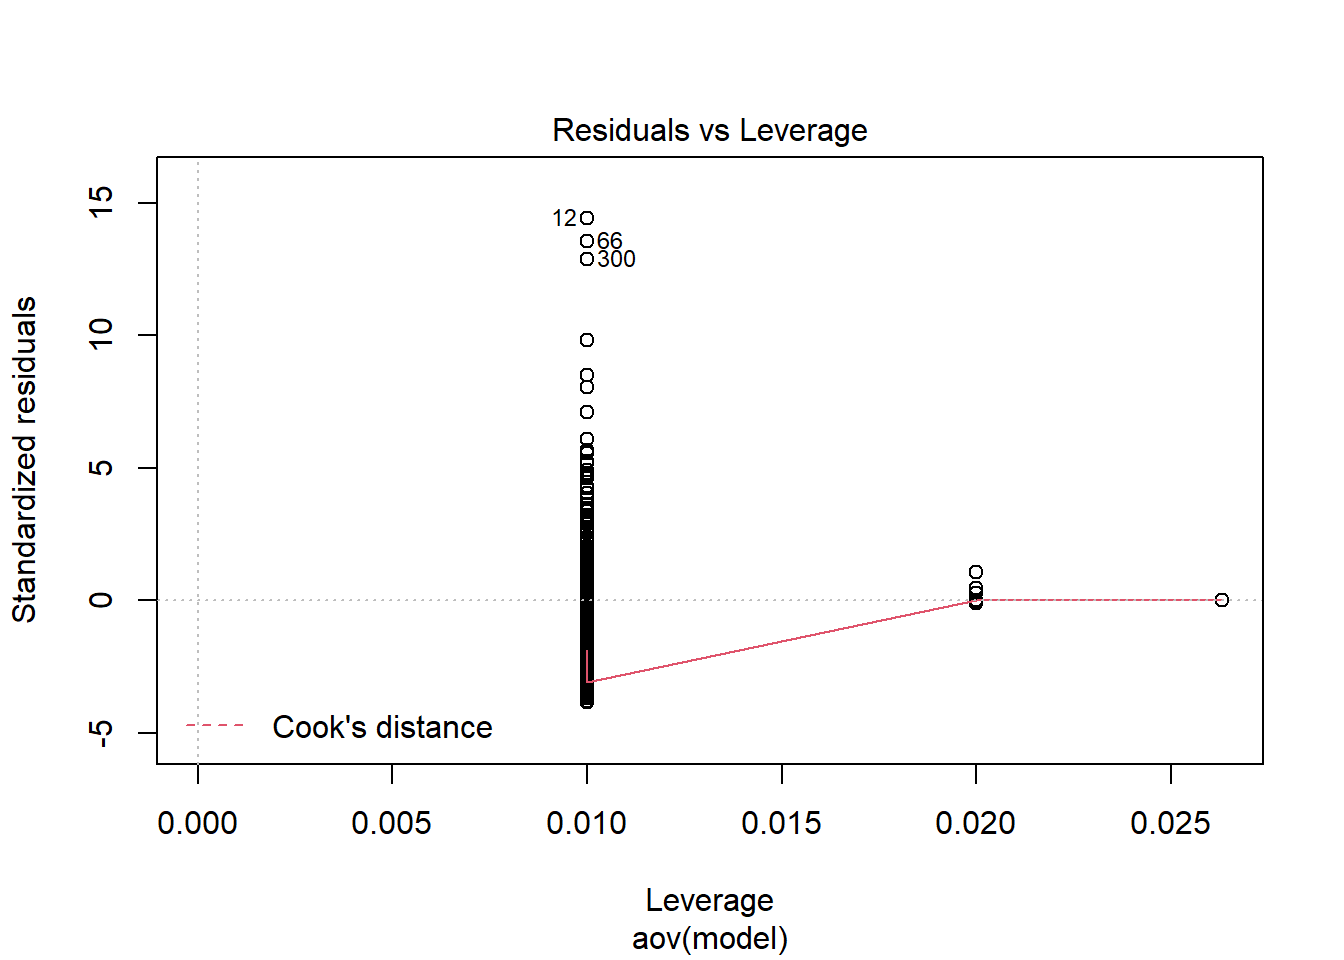 Residuals vs Leverage
Standardized residuals
15
10
5
0
-5
12
66
300
Cook's distance
0.000 0.005 0.010 0.015 0.020 0.025
Leverage
aov(model)